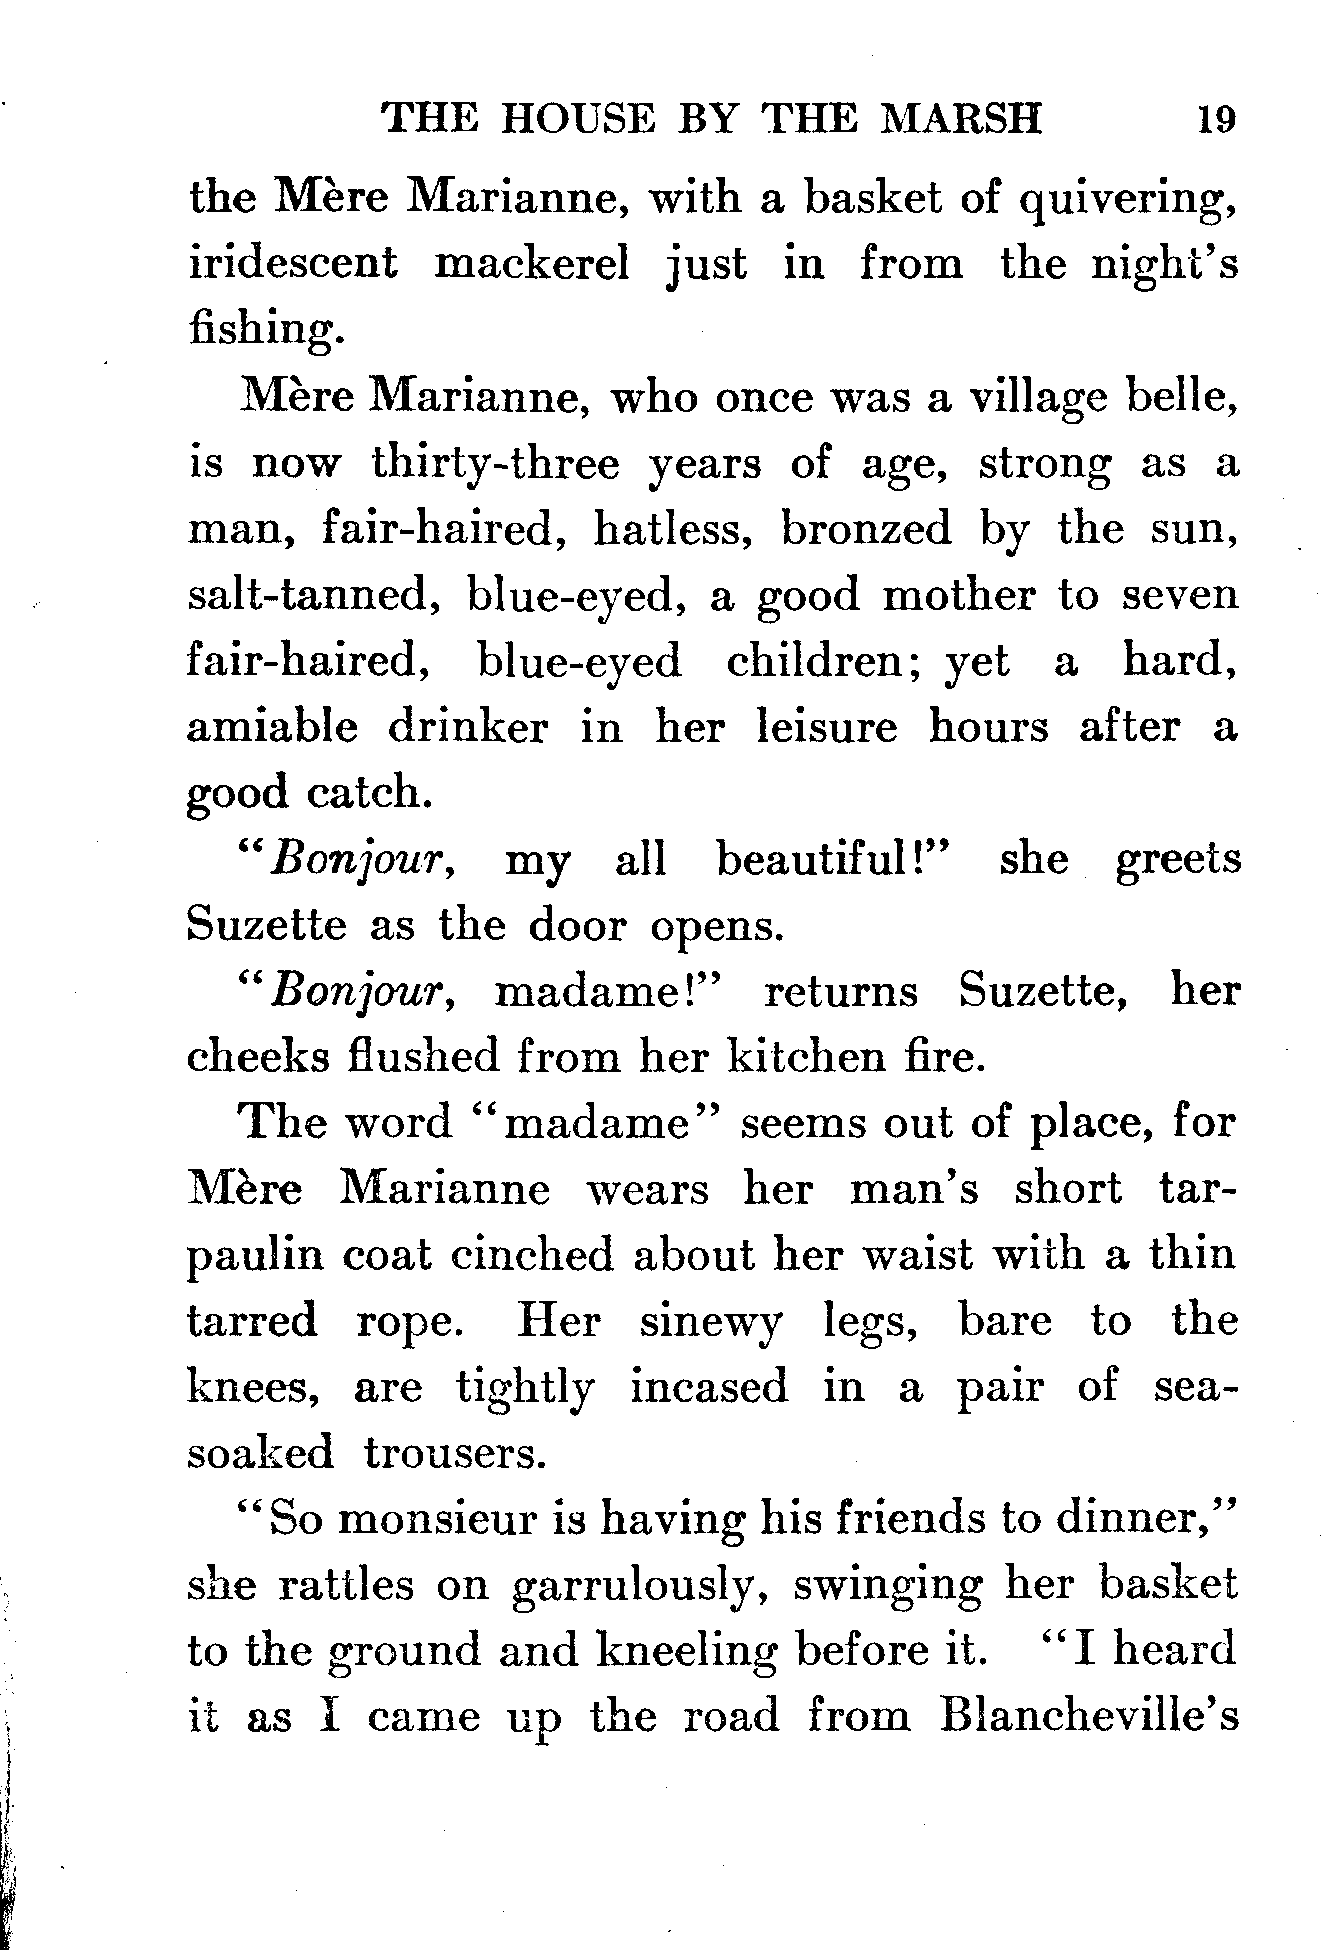 THE HOUSE BY THE MARSH 19
the Mère Marianne, with a basket of quivering,
iridescent mackerel just in from the night's
fishing.
Mère Marianne, who once was a village belle,
is now thirty-three years of age, strong as a
man, fair-haired, hatless, bronzed by the sun,
salt-tanned, blue-eyed, a good mother to seven
fair-haired, blue-eyed children; yet a hard,
amiable drinker in her leisure hours after a
good catch.
“Bonjour, my all beautiful!” she greets
Suzette as the door opens.
“Bonjour, madame!” returns Suzette, her
cheeks flushed from her kitchen fire.
The word “madame” seems out of place, for
Mère Marianne wears her man's short tar-
paulin coat cinched about her waist with a thin
tarred rope. Her sinewy legs, bare to the
knees, are tightly incased in a pair of sea-
soaked trousers.
“So monsieur is having his friends to dinner,”
she rattles on garrulously, swinging her basket
to the ground and kneeling before it. “I heard
it as I came up the road from Blancheville's